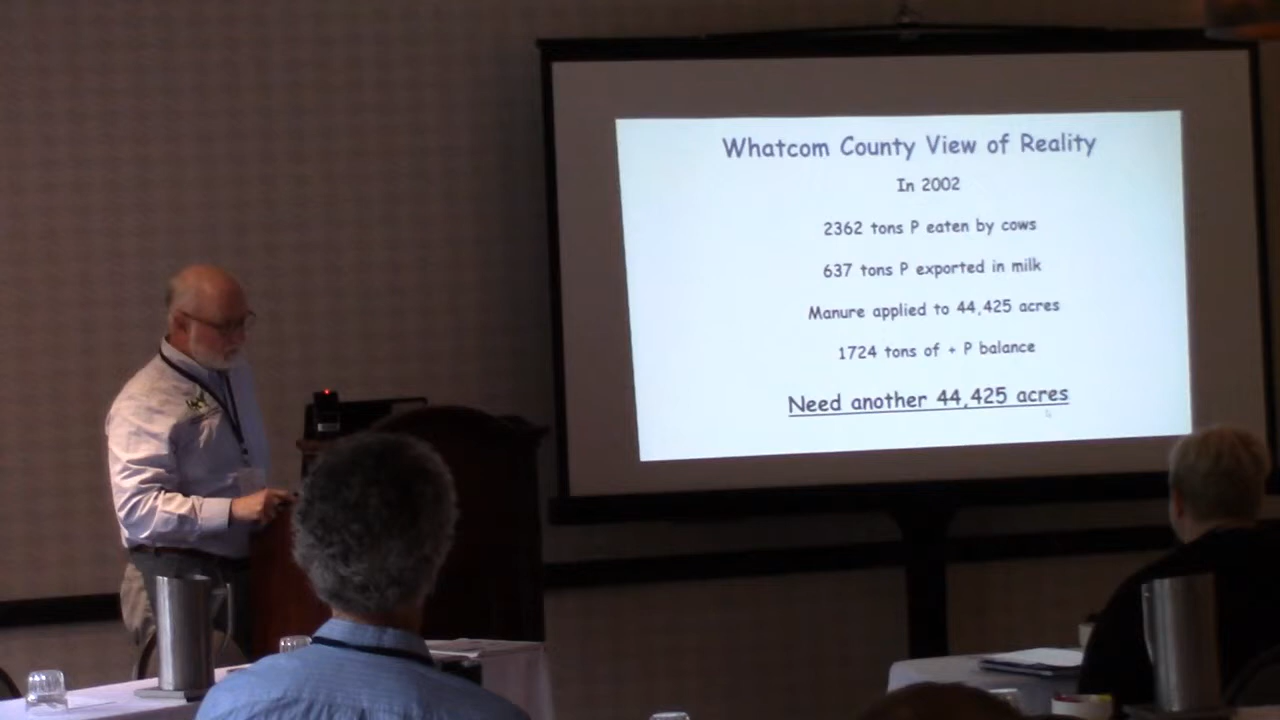 Whatcom County View of Reality
In 2002
2362 tons P eaten by cows
637 tons P exported in milk
Manure applied to 44,425 acres
1724 tons of + P balance
Need another 44,425 acres